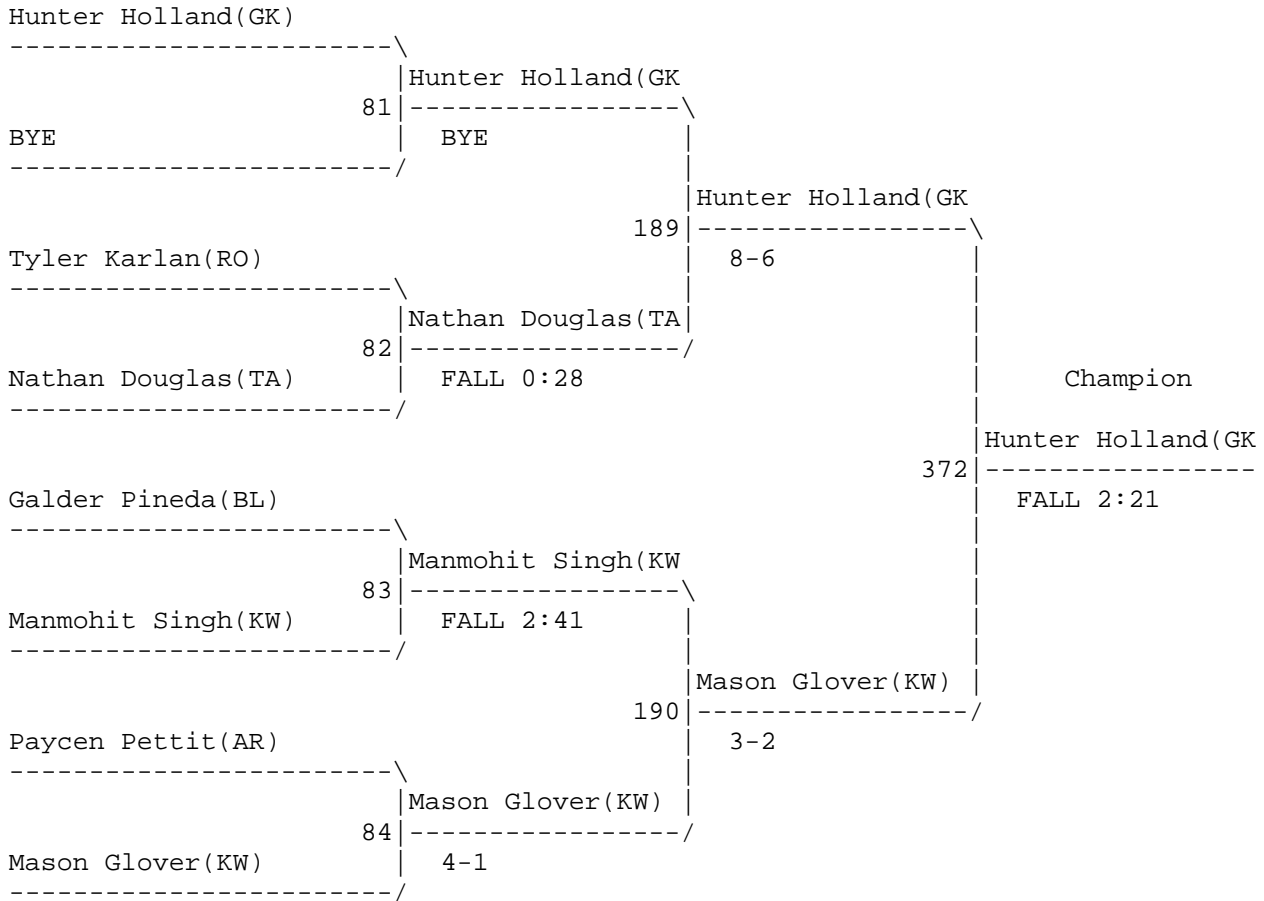 Hunter Holland(GK)
------------------------\
|Hunter Holland(GK
81|-----------------\
BYE | BYE |
------------------------/ |
|Hunter Holland(GK
189|-----------------\
Tyler Karlan(RO) | 8-6 |
------------------------\ | |
|Nathan Douglas(TA| |
82|-----------------/ |
Nathan Douglas(TA) | FALL 0:28 | Champion
------------------------/ |
|Hunter Holland(GK
372|-----------------
Galder Pineda(BL) | FALL 2:21
------------------------\ |
|Manmohit Singh(KW |
83|-----------------\ |
Manmohit Singh(KW) | FALL 2:41 | |
------------------------/ | |
|Mason Glover(KW) |
190|-----------------/
Paycen Pettit(AR) | 3-2
------------------------\ |
|Mason Glover(KW) |
84|-----------------/
Mason Glover(KW) | 4-1
------------------------/